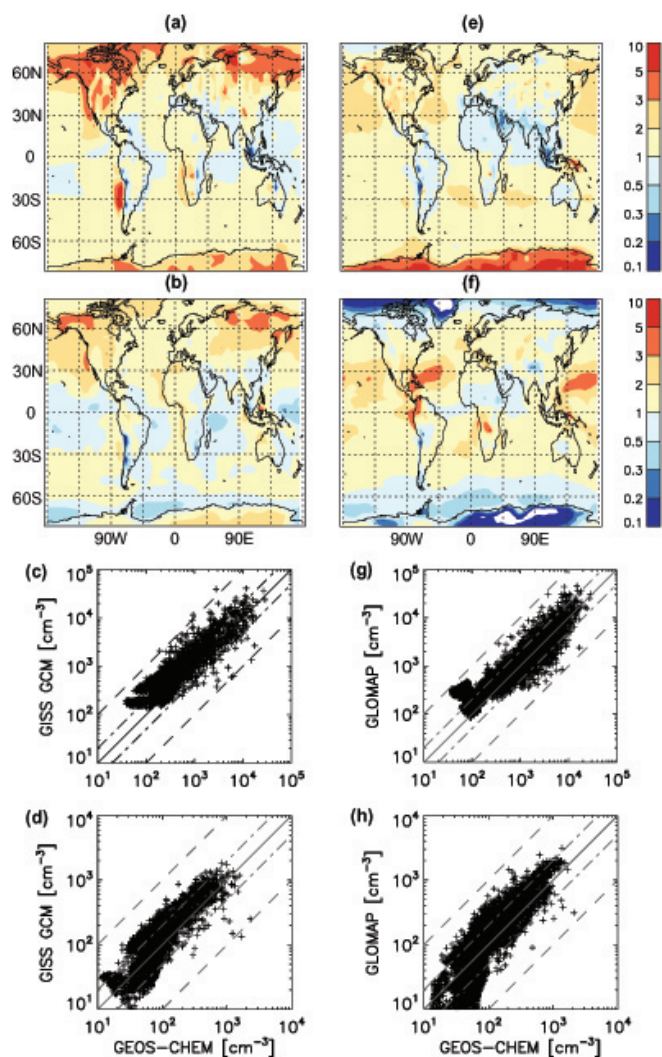 (a) (e)
60N 30N 0 30S 60S
10 5 3 2 1 0.5 0.3 0.2 0.1
(b) (f)
60N 30N 0 30S 60S
10 5 3 2 1 0.5 0.3 0.2 0.1
90W 0 90E 90W 0 90E
(c) (g)
GISS GCM [cm⁻³]
10⁵ 10⁴ 10³ 10² 10¹
10¹ 10² 10³ 10⁴ 10⁵
GLOMAP [cm⁻³]
10⁵ 10⁴ 10³ 10² 10¹
10¹ 10² 10³ 10⁴ 10⁵
(d) (h)
GISS GCM [cm⁻³]
10⁴ 10³ 10² 10¹
10¹ 10² 10³ 10⁴
GEOS-CHEM [cm⁻³]
GLOMAP [cm⁻³]
10⁴ 10³ 10² 10¹
10¹ 10² 10³ 10⁴
GEOS-CHEM [cm⁻³]